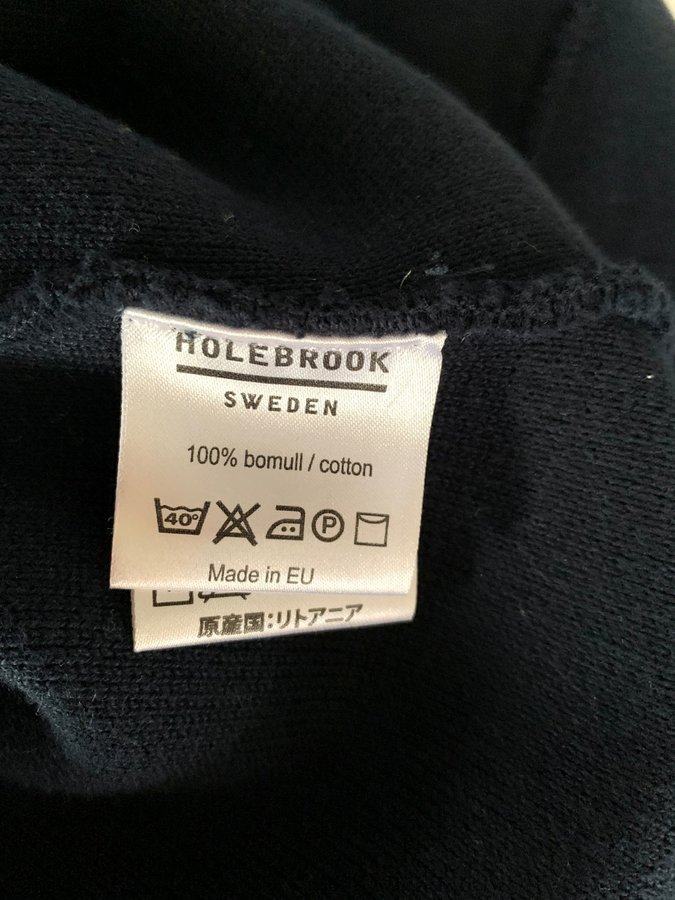 HOLEBROOK
SWEDEN
100% bomull / cotton
40°
P
Made in EU
原産国:リトアニア